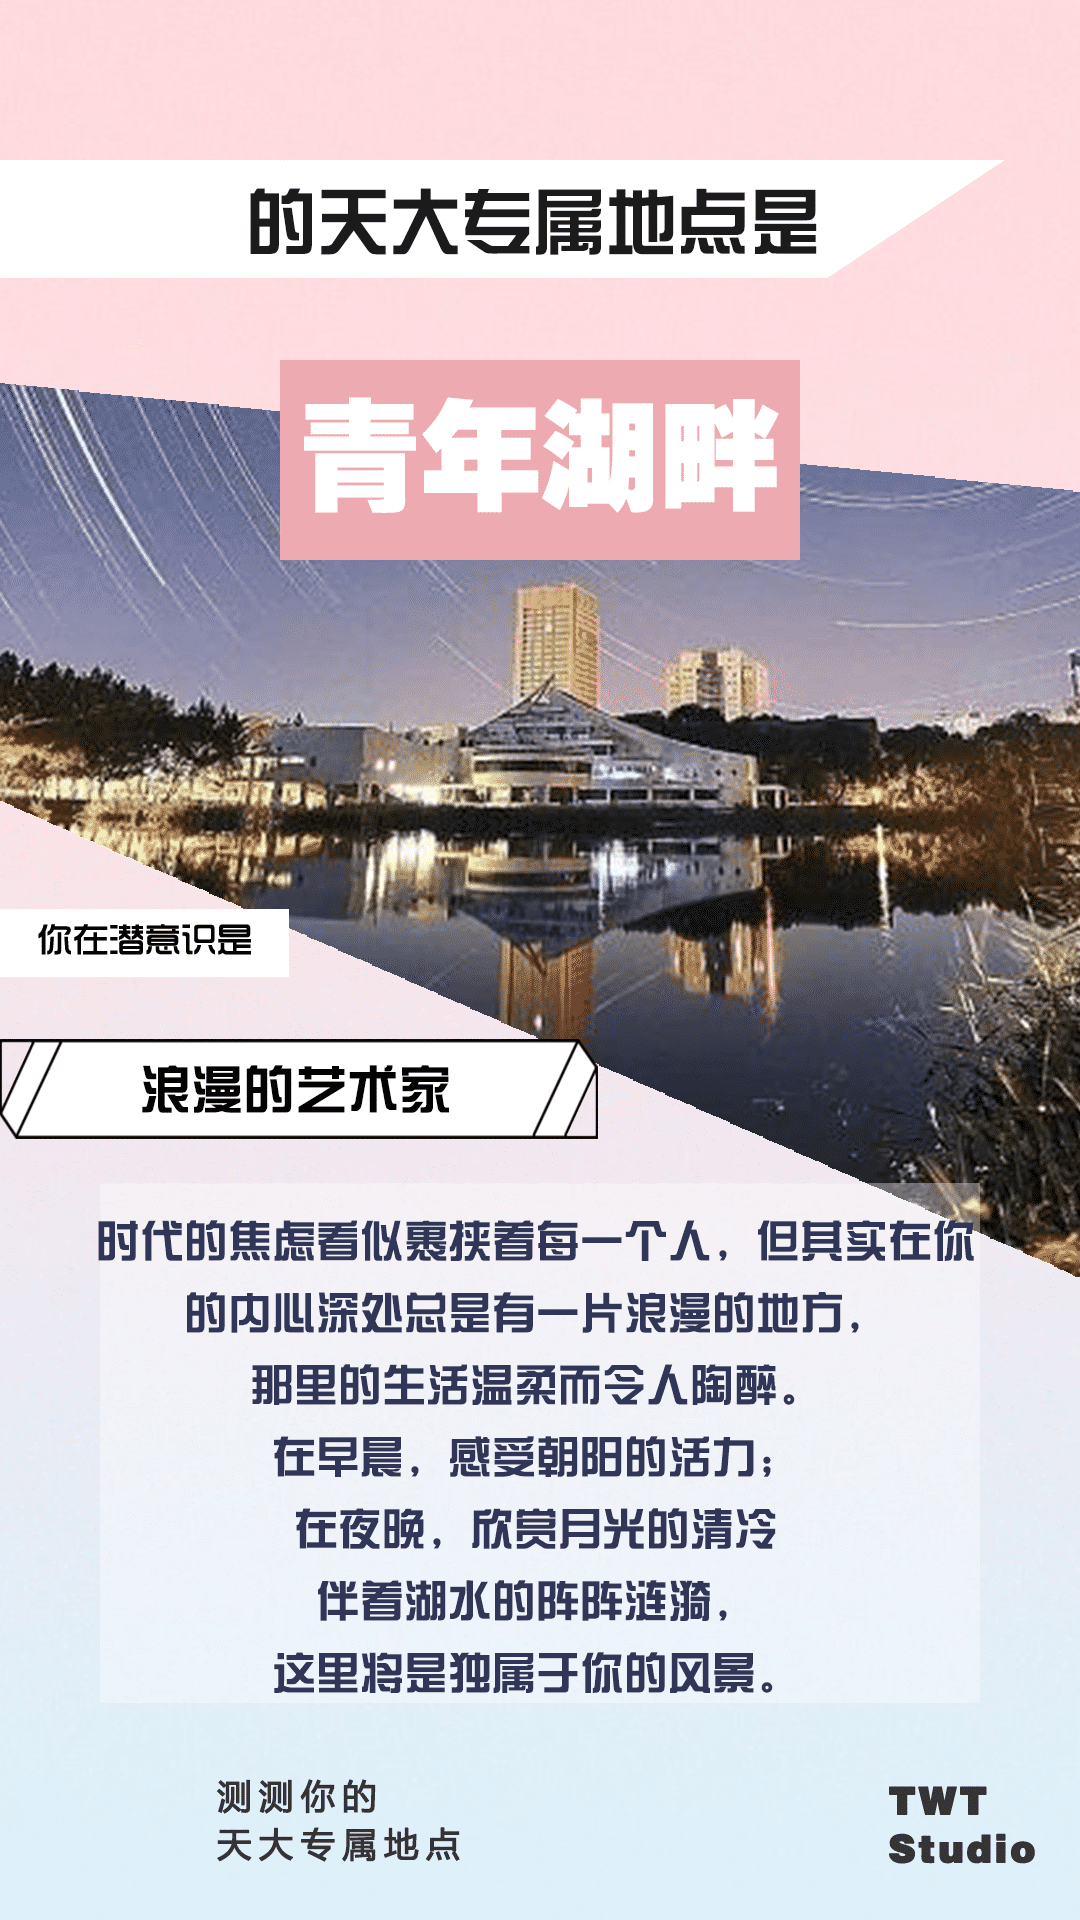 的天大专属地点是
青年湖畔
你在潜意识是
浪漫的艺术家
时代的焦虑看似裹挟着每一个人，但其实在你
的内心深处总是有一片浪漫的地方，
那里的生活温柔而令人陶醉。
在早晨，感受朝阳的活力；
在夜晚，欣赏月光的清冷
伴着湖水的阵阵涟漪，
这里将是独属于你的风景。
测测你的
天大专属地点
TWT
Studio